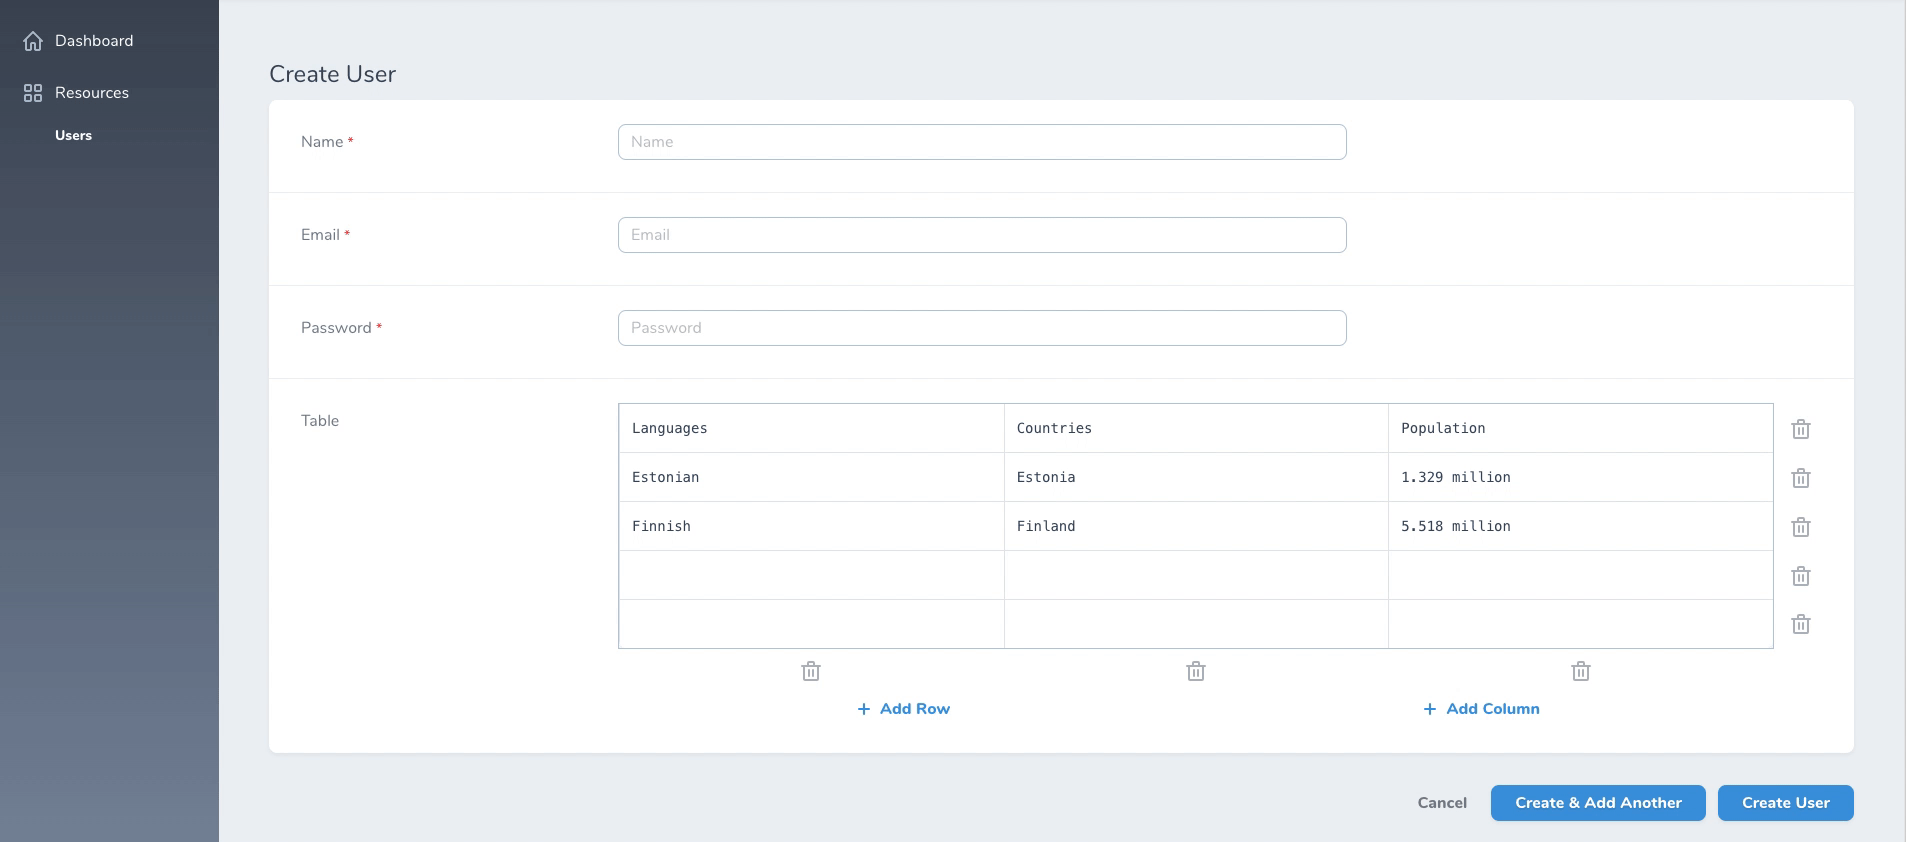 Dashboard
Resources
Users
Create User
Name *
Name
Email *
Email
Password *
Password
Table
Languages Countries Population
Estonian Estonia 1.329 million
Finnish Finland 5.518 million
+ Add Row + Add Column
Cancel Create & Add Another Create User